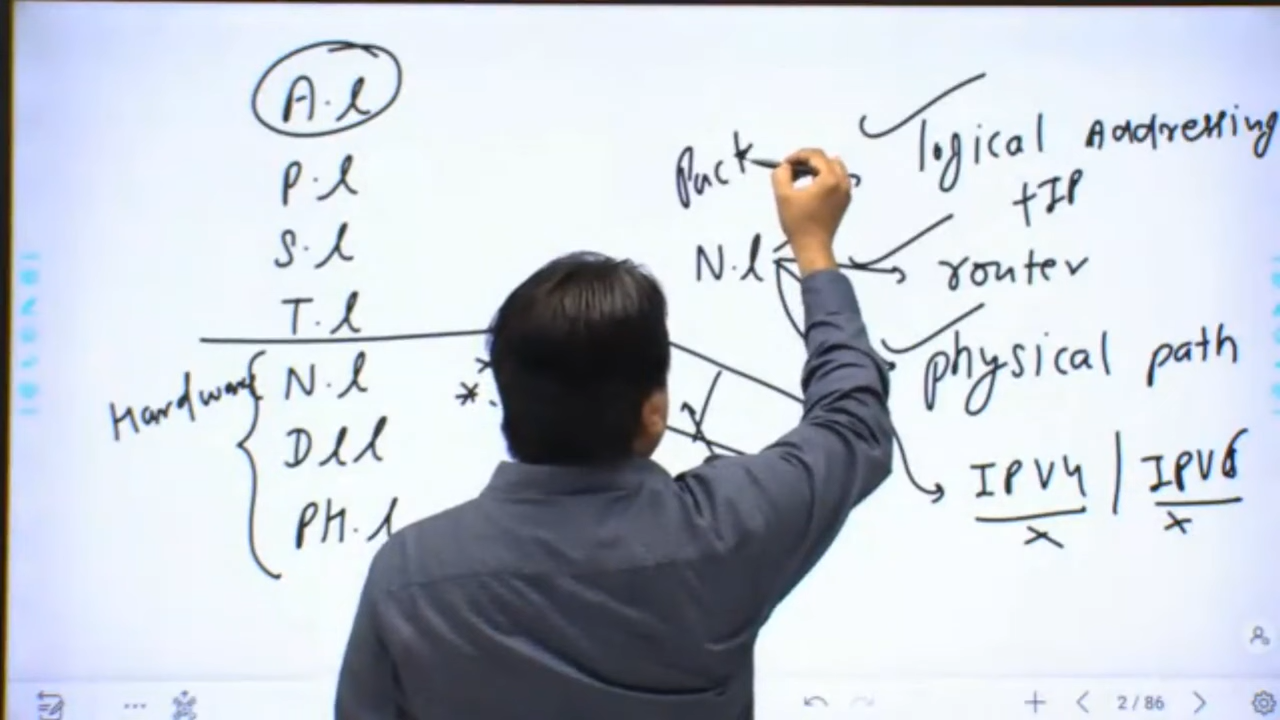 A.l
P.l
S.l
T.l
Hardware
N.l
Dll
PH.l
*.
Pack
N.l
logical Addressing
+IP
router
physical path
IPV4 | IPV6
2/86